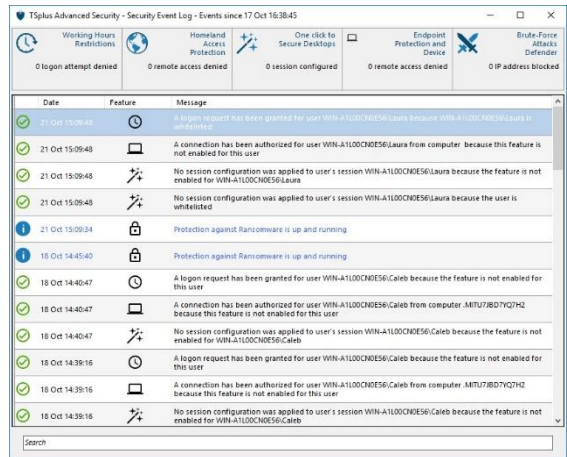 TSplus Advanced Security - Security Event Log - Events since 17 Oct 16:38:45
Working Hours
Restrictions
0 logon attempt denied
Homeland
Access
Protection
0 remote access denied
One click to
Secure Desktops
0 session configured
Endpoint
Protection and
Device
0 remote access denied
Brute-Force
Attacks
Defender
0 IP address blocked
Date Feature Message
21 Oct 15:09:48 A logon request has been granted for user WIN-A1L00CN0E56\Laura because WIN-A1L00CN0E56\Laura is
whitelisted
21 Oct 15:09:48 A connection has been authorized for user WIN-A1L00CN0E56\Laura from computer because this feature is
not enabled for this user
21 Oct 15:09:48 No session configuration was applied to user's session WIN-A1L00CN0E56\Laura because the feature is not
enabled for WIN-A1L00CN0E56\Laura
21 Oct 15:09:48 No session configuration was applied to user's session WIN-A1L00CN0E56\Laura because the user is
whitelisted
21 Oct 15:09:34 Protection against Ransomware is up and running
18 Oct 14:45:40 Protection against Ransomware is up and running
18 Oct 14:40:47 A logon request has been granted for user WIN-A1L00CN0E56\Caleb because the feature is not enabled for
this user
18 Oct 14:40:47 A connection has been authorized for user WIN-A1L00CN0E56\Caleb from computer .MITU7JBD7YQ7H2
because this feature is not enabled for this user
18 Oct 14:40:47 No session configuration was applied to user's session WIN-A1L00CN0E56\Caleb because the feature is not
enabled for WIN-A1L00CN0E56\Caleb
18 Oct 14:39:16 A logon request has been granted for user WIN-A1L00CN0E56\Caleb because the feature is not enabled for
this user
18 Oct 14:39:16 A connection has been authorized for user WIN-A1L00CN0E56\Caleb from computer .MITU7JBD7YQ7H2
because this feature is not enabled for this user
18 Oct 14:39:16 No session configuration was applied to user's session WIN-A1L00CN0E56\Caleb because the feature is not
enabled for WIN-A1L00CN0E56\Caleb
Search